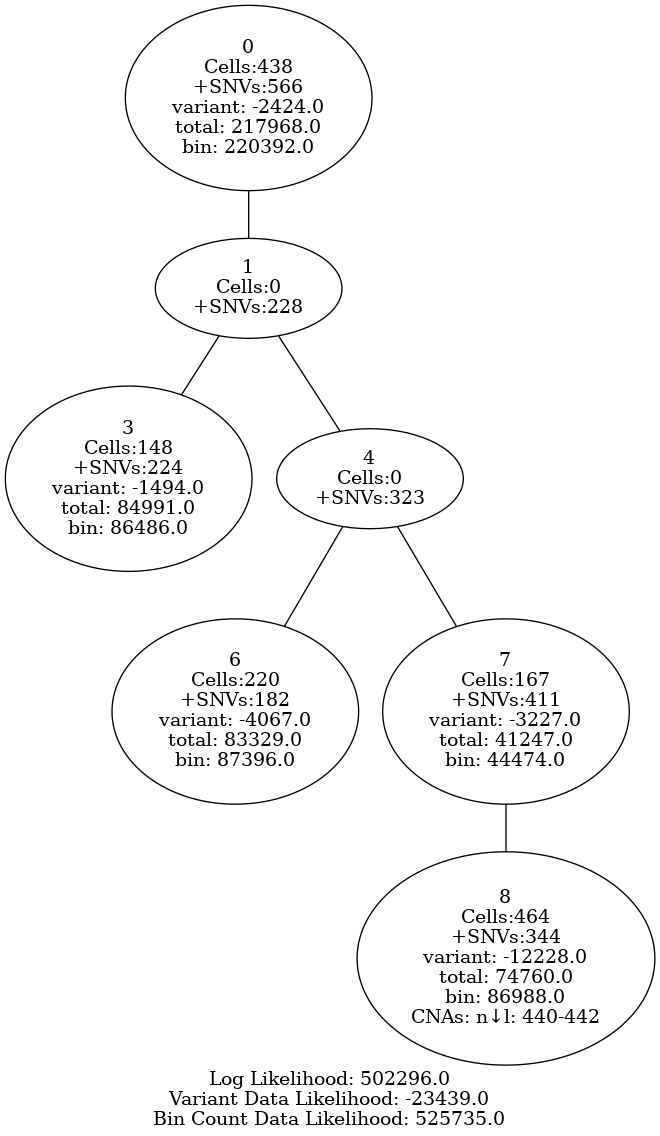 0
Cells:438
+SNVs:566
variant: -2424.0
total: 217968.0
bin: 220392.0
1
Cells:0
+SNVs:228
3
Cells:148
+SNVs:224
variant: -1494.0
total: 84991.0
bin: 86486.0
4
Cells:0
+SNVs:323
6
Cells:220
+SNVs:182
variant: -4067.0
total: 83329.0
bin: 87396.0
7
Cells:167
+SNVs:411
variant: -3227.0
total: 41247.0
bin: 44474.0
8
Cells:464
+SNVs:344
variant: -12228.0
total: 74760.0
bin: 86988.0
CNAs: n↓l: 440-442
Log Likelihood: 502296.0
Variant Data Likelihood: -23439.0
Bin Count Data Likelihood: 525735.0